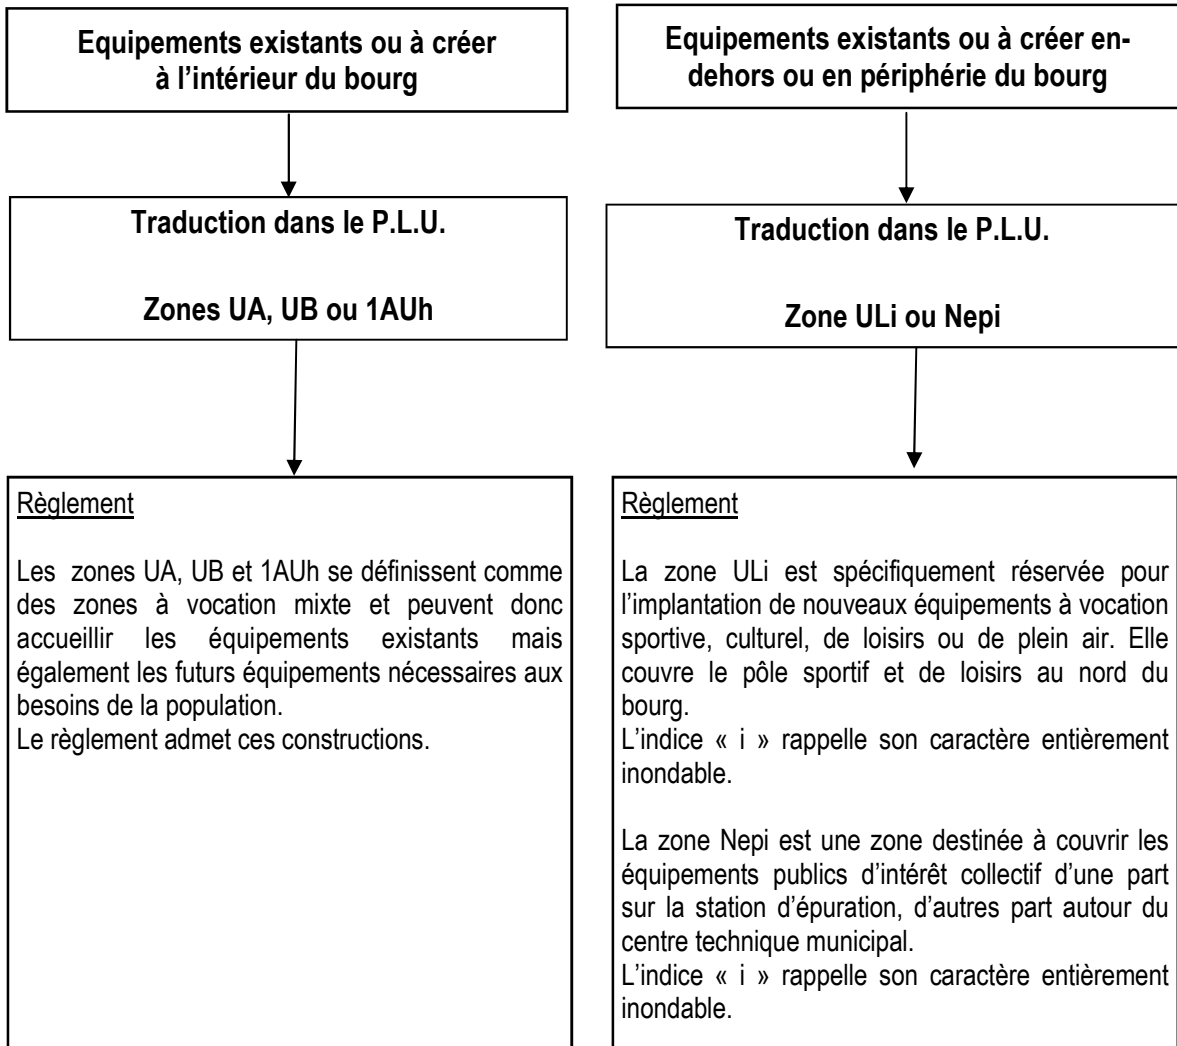 Equipements existants ou à créer
à l’intérieur du bourg
Traduction dans le P.L.U.
Zones UA, UB ou 1AUh
Règlement
Les zones UA, UB et 1AUh se définissent comme
des zones à vocation mixte et peuvent donc
accueillir les équipements existants mais
également les futurs équipements nécessaires aux
besoins de la population.
Le règlement admet ces constructions.
Equipements existants ou à créer en-
dehors ou en périphérie du bourg
Traduction dans le P.L.U.
Zone ULi ou Nepi
Règlement
La zone ULi est spécifiquement réservée pour
l’implantation de nouveaux équipements à vocation
sportive, culturel, de loisirs ou de plein air. Elle
couvre le pôle sportif et de loisirs au nord du
bourg.
L’indice « i » rappelle son caractère entièrement
inondable.
La zone Nepi est une zone destinée à couvrir les
équipements publics d’intérêt collectif d’une part
sur la station d’épuration, d’autres part autour du
centre technique municipal.
L’indice « i » rappelle son caractère entièrement
inondable.